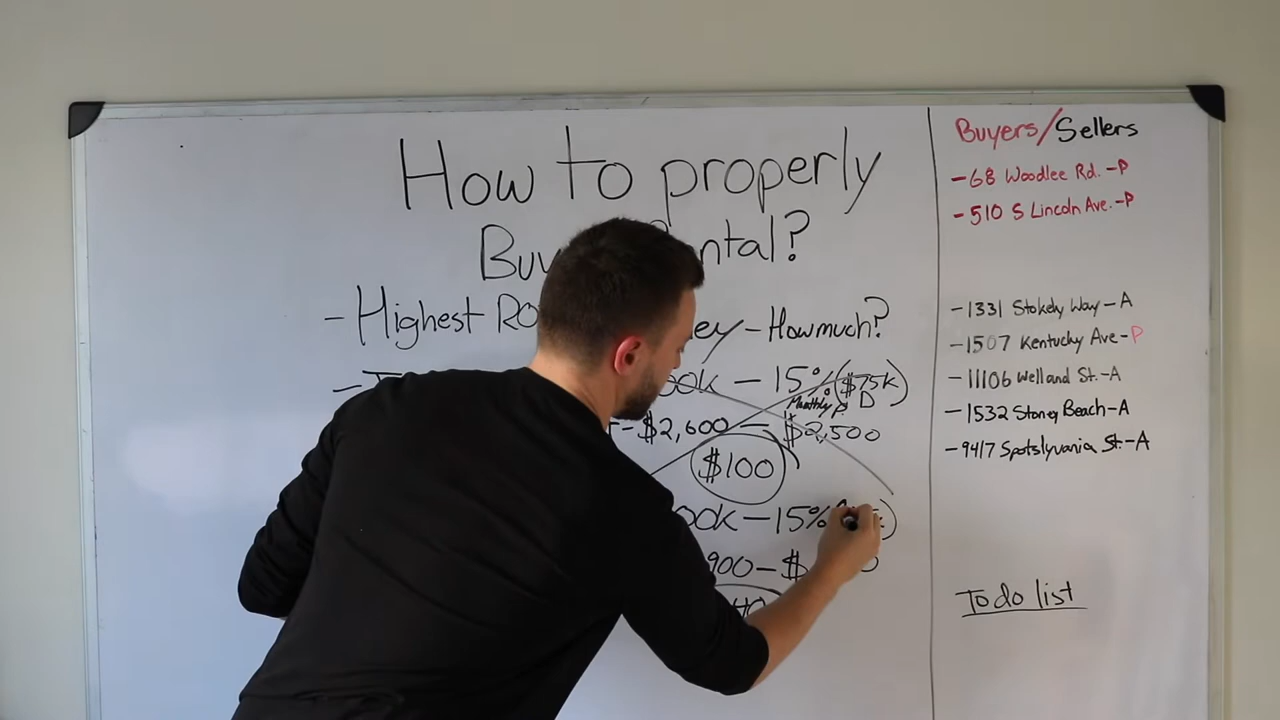 How to properly
Buy ntal?
- Highest RO ey - How much?
- 00k - 15% ($75k)
Monthly P. D
- $2,600 - $2,500
$100
00k - 15%
900 - $
Buyers/Sellers
- 68 Woodlee Rd. - P
- 510 S Lincoln Ave. - P
- 1331 Stokely Way - A
- 1507 Kentucky Ave - P
- 11106 Welland St. - A
- 1532 Stoney Beach - A
- 9417 Spotslyvania St. - A
To do list